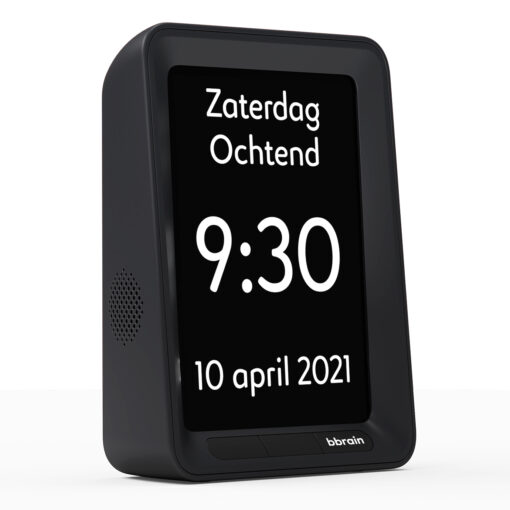 Zaterdag
Ochtend
9:30
10 april 2021
bbrain